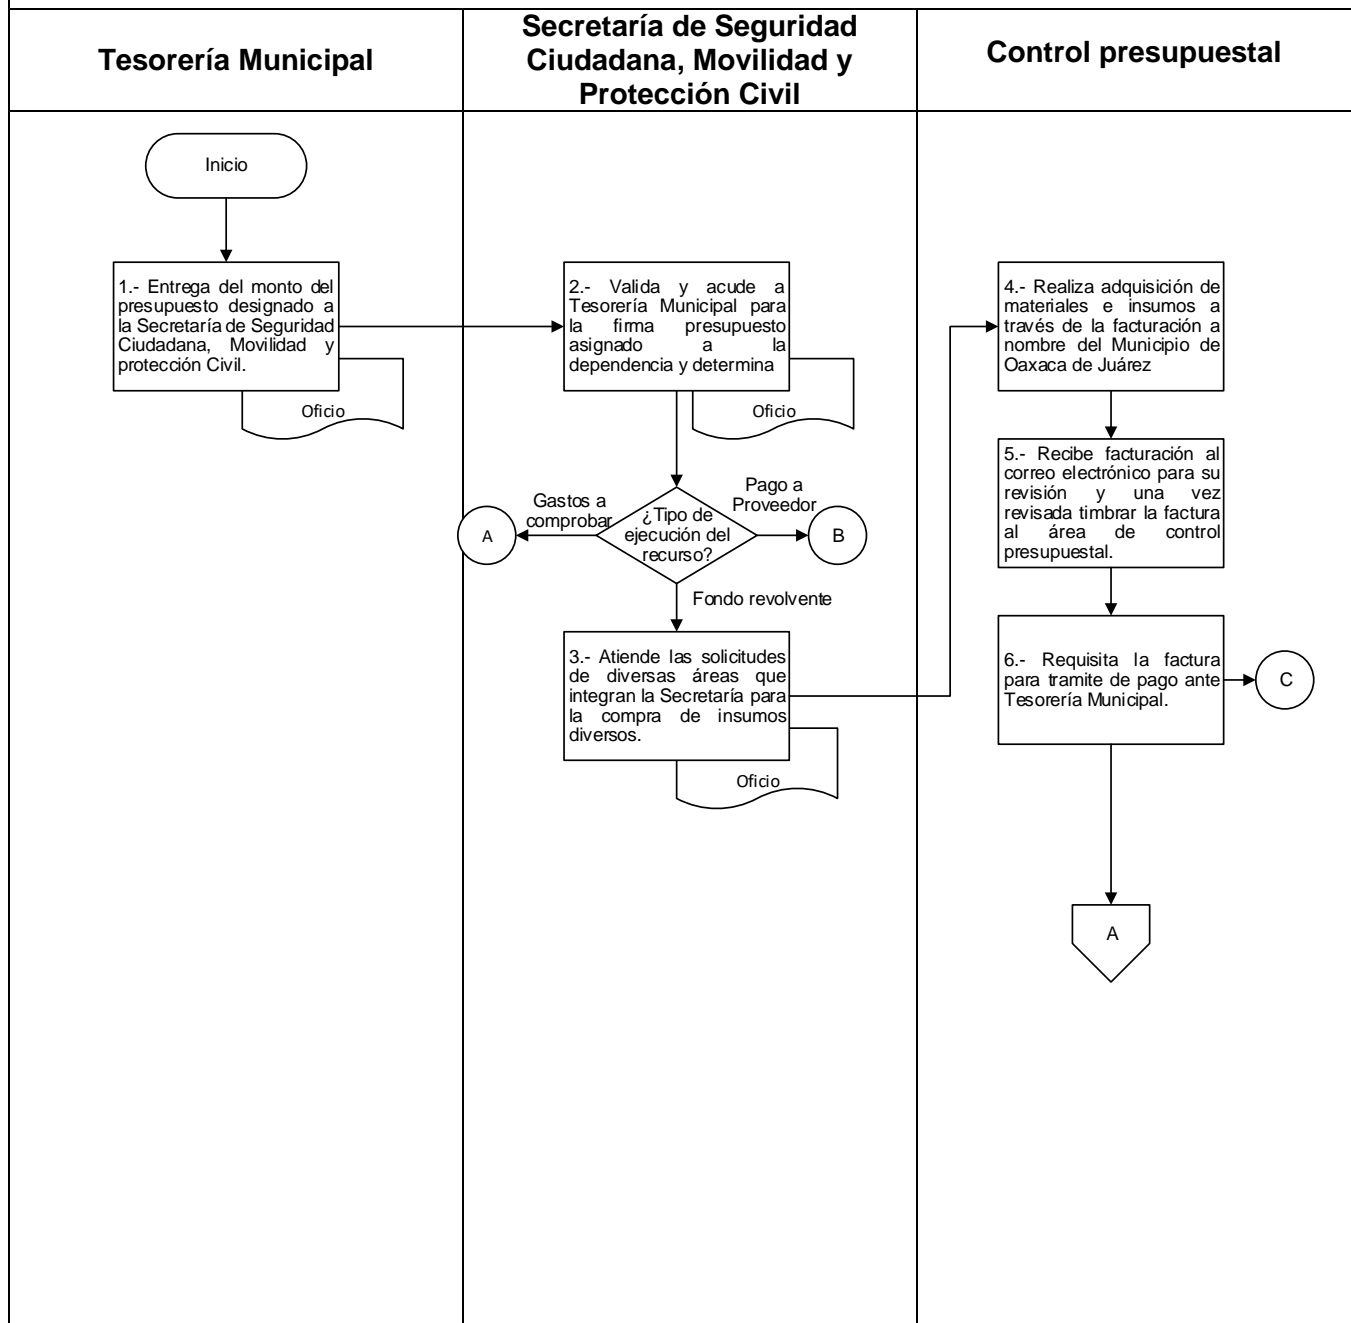 Tesorería Municipal
Secretaría de Seguridad
Ciudadana, Movilidad y
Protección Civil
Control presupuestal
Inicio
1.- Entrega del monto del
presupuesto designado a
la Secretaría de Seguridad
Ciudadana, Movilidad y
protección Civil.
Oficio
2.- Valida y acude a
Tesorería Municipal para
la firma presupuesto
asignado a la
dependencia y determina
Oficio
Gastos a
comprobar
A
¿Tipo de
ejecución del
recurso?
Pago a
Proveedor
B
Fondo revolvente
3.- Atiende las solicitudes
de diversas áreas que
integran la Secretaría para
la compra de insumos
diversos.
Oficio
4.- Realiza adquisición de
materiales e insumos a
través de la facturación a
nombre del Municipio de
Oaxaca de Juárez
5.- Recibe facturación al
correo electrónico para su
revisión y una vez
revisada timbrar la factura
al área de control
presupuestal.
6.- Requisita la factura
para tramite de pago ante
Tesorería Municipal.
C
A